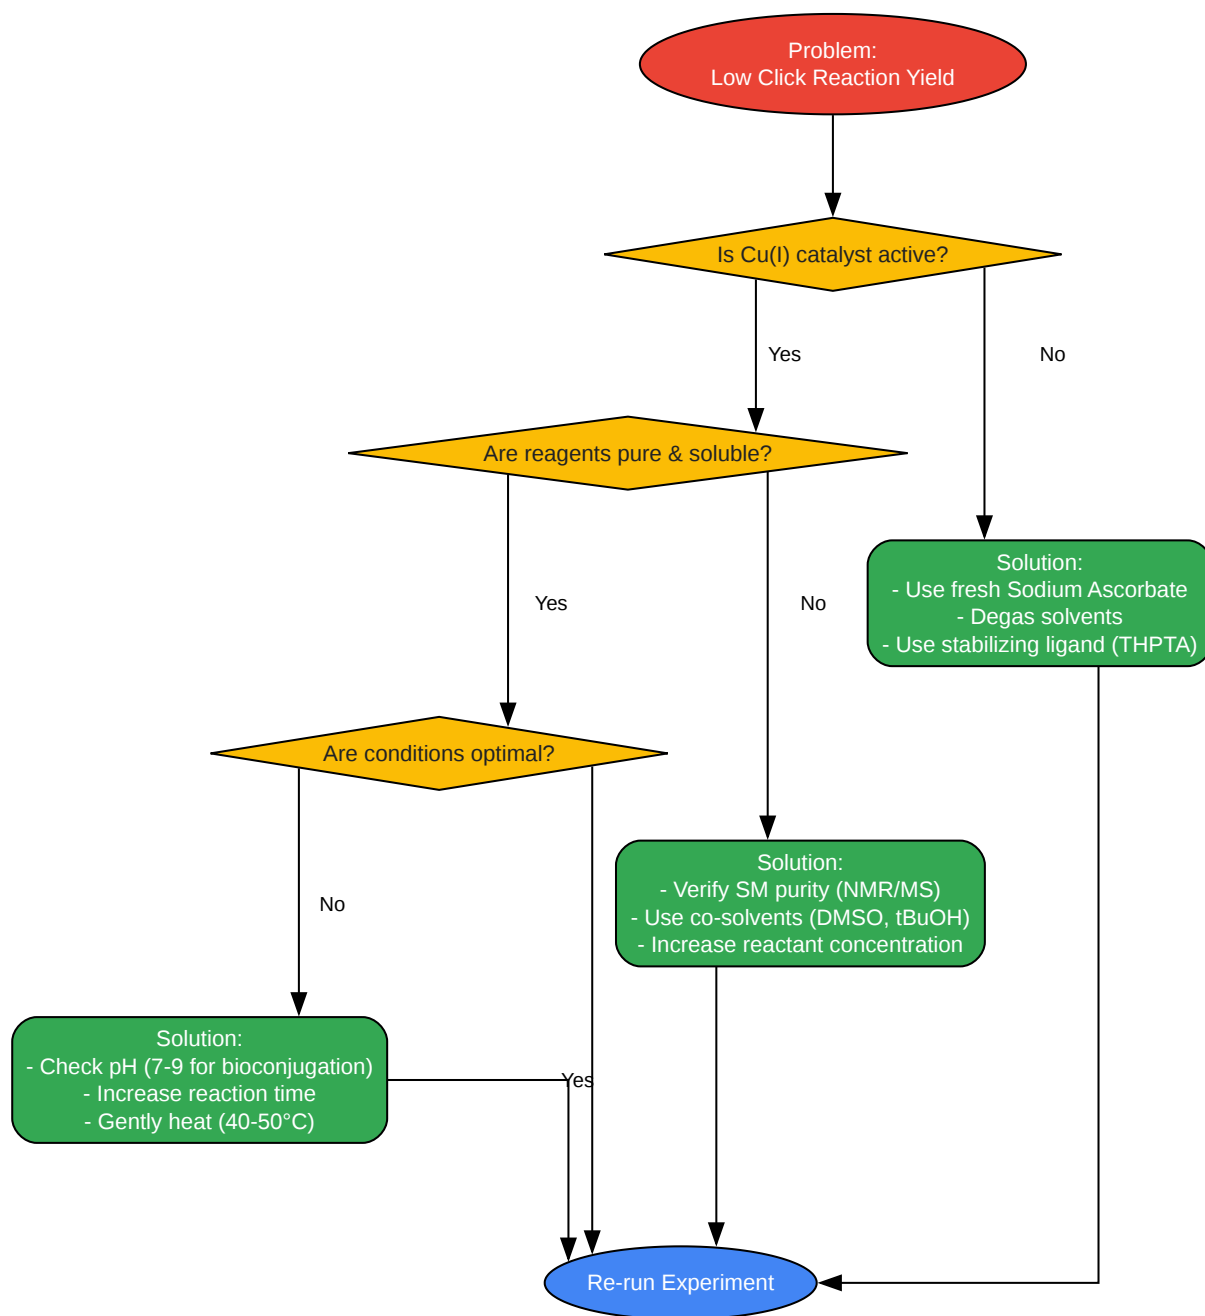 Problem:
Low Click Reaction Yield
Is Cu(I) catalyst active?
Yes
No
Are reagents pure & soluble?
Yes
No
Solution:
- Use fresh Sodium Ascorbate
- Degas solvents
- Use stabilizing ligand (THPTA)
Are conditions optimal?
No
Solution:
- Verify SM purity (NMR/MS)
- Use co-solvents (DMSO, tBuOH)
- Increase reactant concentration
Solution:
- Check pH (7-9 for bioconjugation)
- Increase reaction time
- Gently heat (40-50°C)
Yes
Re-run Experiment